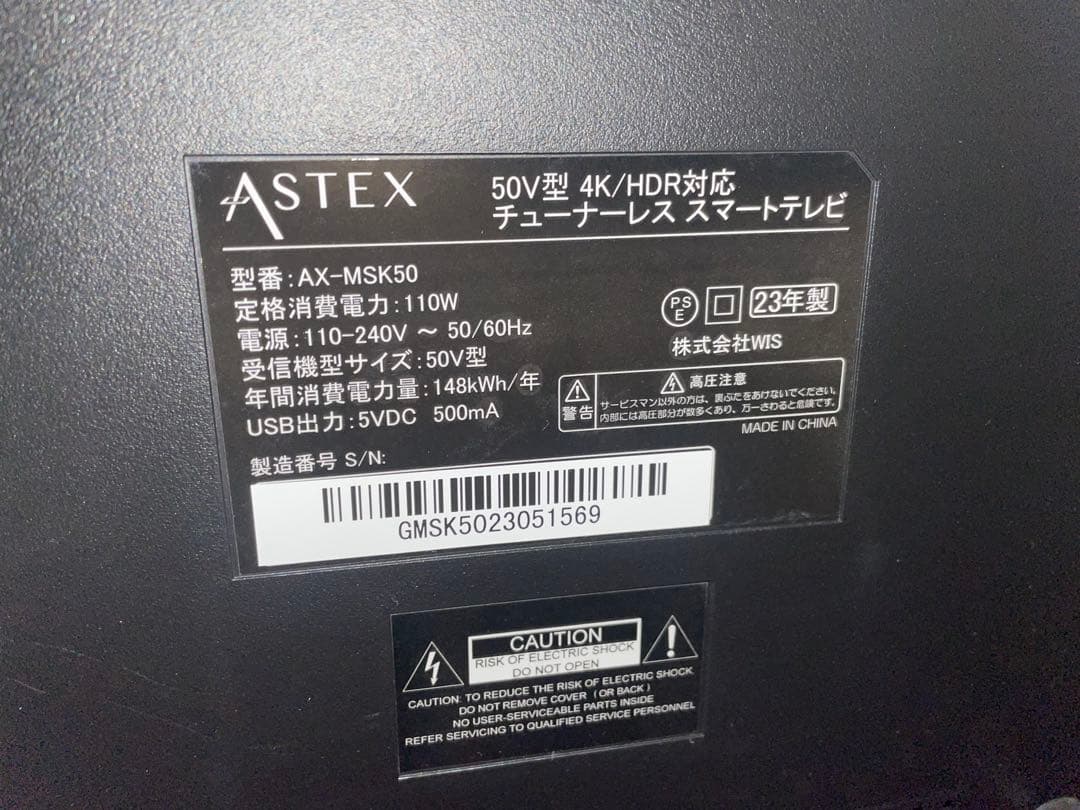 ASTEX
50V型 4K/HDR対応
チューナーレス スマートテレビ
型番:AX-MSK50
定格消費電力:110W
電源:110-240V ～ 50/60Hz
受信機型サイズ:50V型
年間消費電力量:148kWh/年
USB出力:5VDC 500mA
PSE
23年製
株式会社WIS
警告
高圧注意
サービスマン以外の方は、裏ぶたをあけないでください。
内部には高圧部分が数多くあり、万一さわると危険です。
MADE IN CHINA
製造番号 S/N:
GMSK5023051569
CAUTION
RISK OF ELECTRIC SHOCK
DO NOT OPEN
CAUTION: TO REDUCE THE RISK OF ELECTRIC SHOCK
DO NOT REMOVE COVER (OR BACK)
NO USER-SERVICEABLE PARTS INSIDE
REFER SERVICING TO QUALIFIED SERVICE PERSONNEL